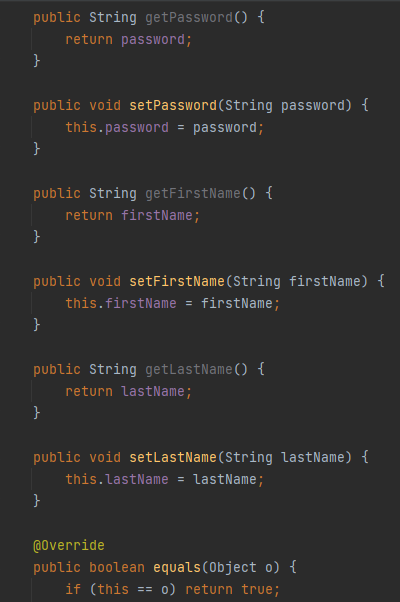 public String getPassword() {
    return password;
}

public void setPassword(String password) {
    this.password = password;
}

public String getFirstName() {
    return firstName;
}

public void setFirstName(String firstName) {
    this.firstName = firstName;
}

public String getLastName() {
    return lastName;
}

public void setLastName(String lastName) {
    this.lastName = lastName;
}

@Override
public boolean equals(Object o) {
    if (this == o) return true;